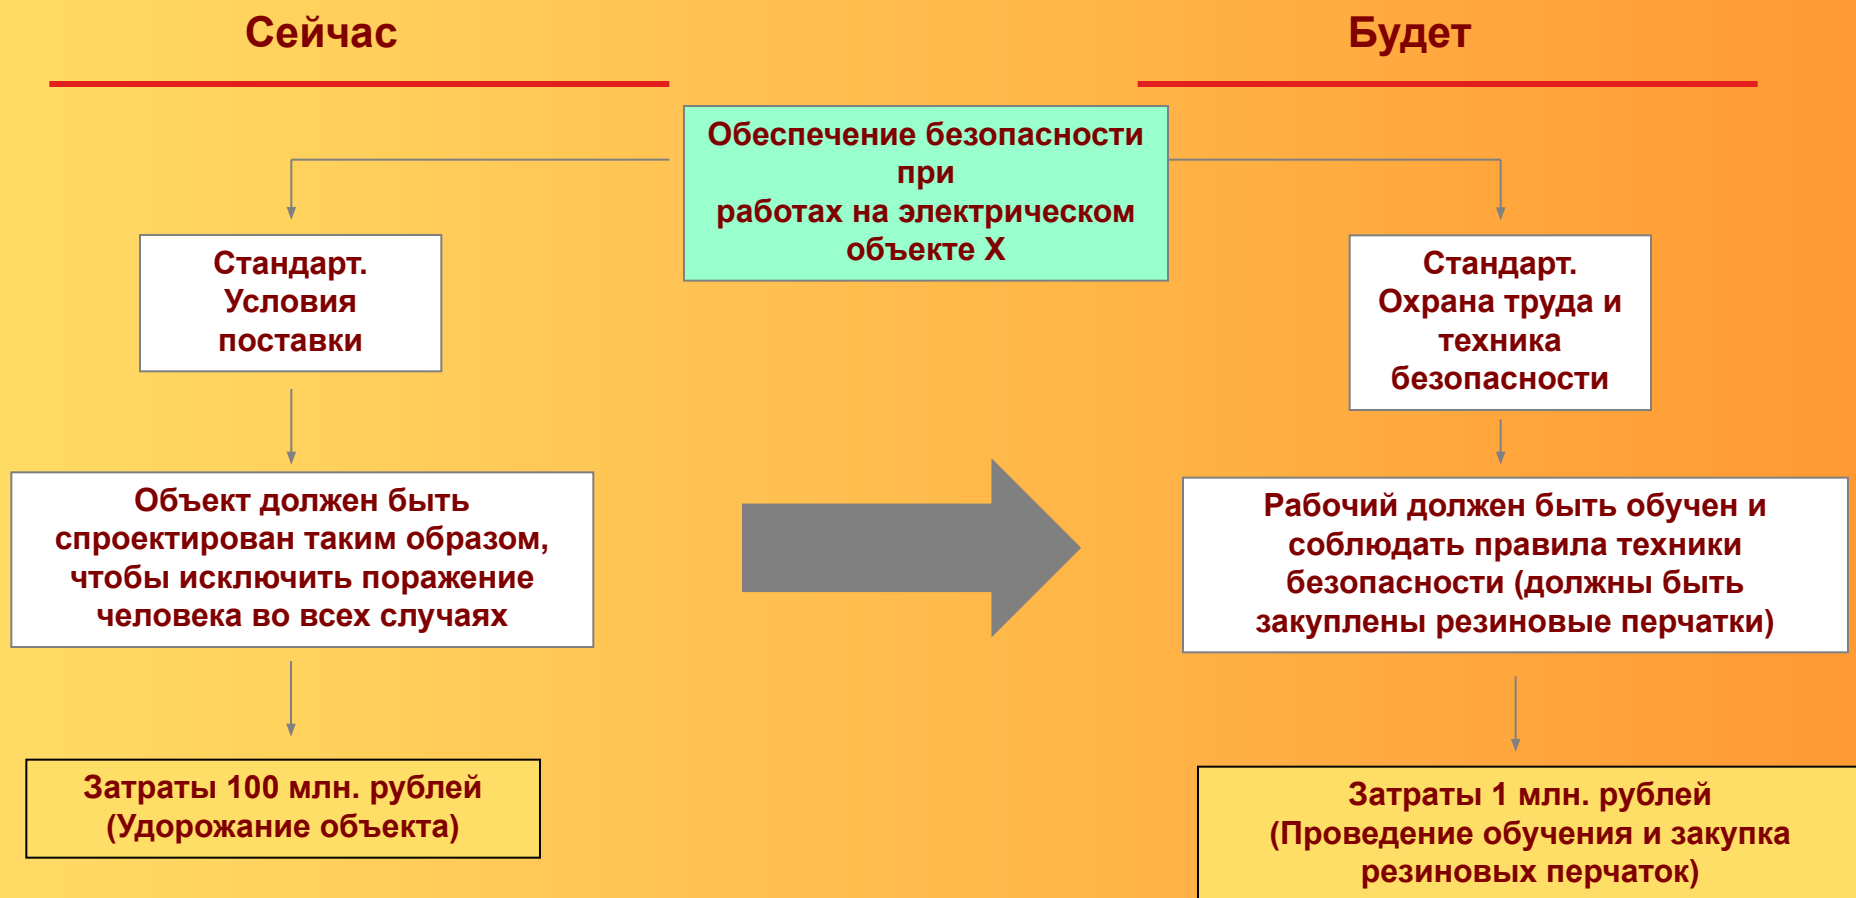 Сейчас
Будет
Обеспечение безопасности
при
работах на электрическом
объекте X
Стандарт.
Условия
поставки
Стандарт.
Охрана труда и
техника
безопасности
Объект должен быть
спроектирован таким образом,
чтобы исключить поражение
человека во всех случаях
Рабочий должен быть обучен и
соблюдать правила техники
безопасности (должны быть
закуплены резиновые перчатки)
Затраты 100 млн. рублей
(Удорожание объекта)
Затраты 1 млн. рублей
(Проведение обучения и закупка
резиновых перчаток)